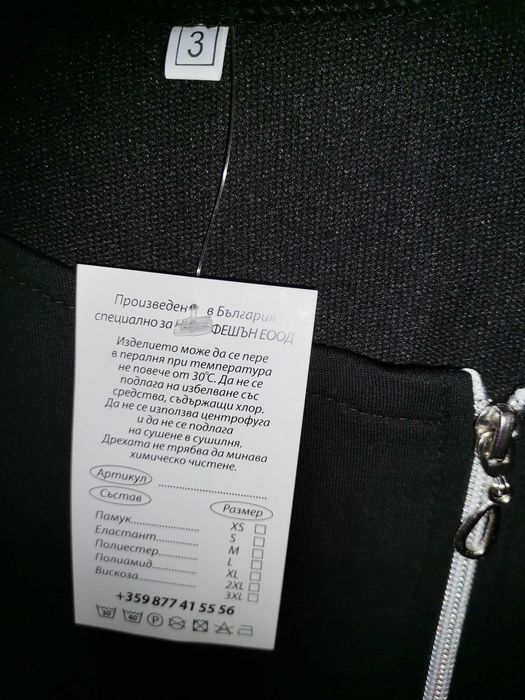 3
Произведено в България
специално за ФЕШЪН ЕООД
Изделието може да се пере
в пералня при температура
не повече от 30°C. Да не се
подлага на избелване със
средства, съдържащи хлор.
Да не се използва центрофуга
и да не се подлага
на сушене в сушилня.
Дрехата не трябва да минава
химическо чистене.
Артикул..............................
Състав Размер
Памук................... XS
Еластант............... S
Полиестер............ M
Полиамид............. L
Вискоза................ XL
2XL
3XL
+359 877 41 55 56
30 40 P